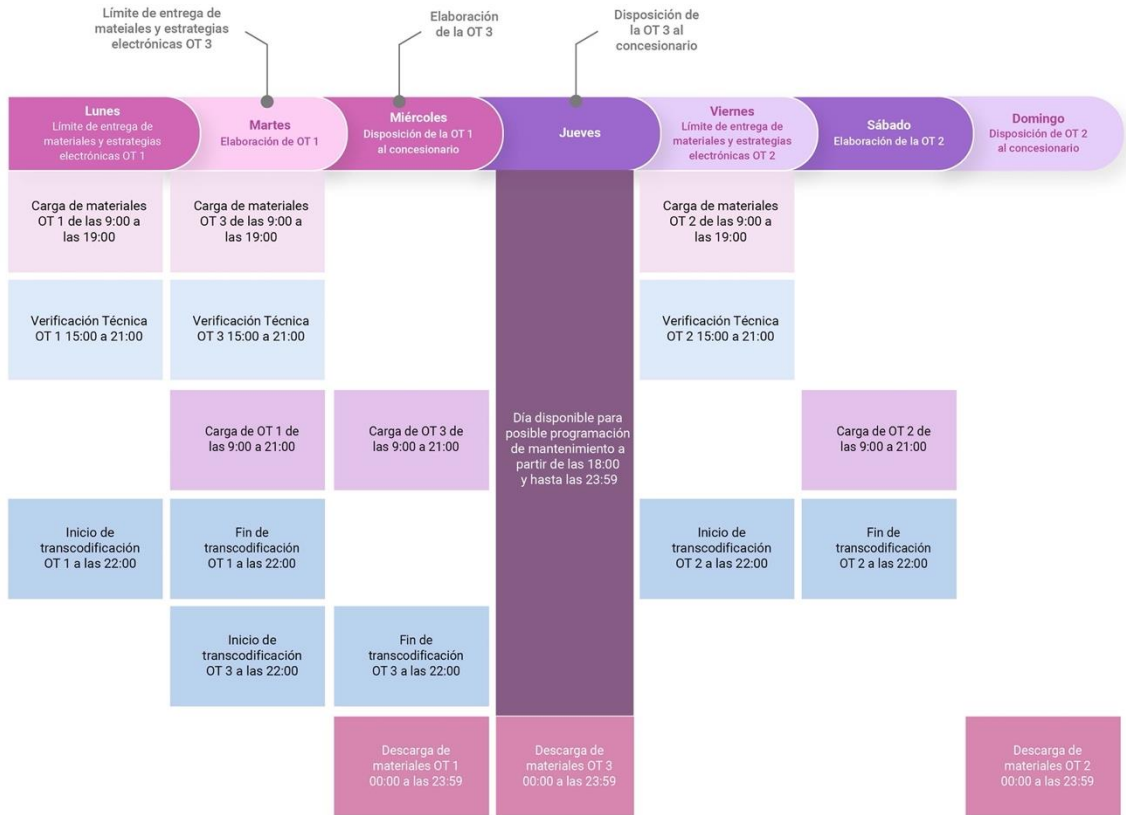 Límite de entrega de
mateiales y estrategias
electrónicas OT 3
Elaboración
de la OT 3
Disposición de
la OT 3 al
concesionario
Lunes
Límite de entrega de
materiales y estrategias
electrónicas OT 1
Martes
Elaboración de OT 1
Miércoles
Disposición de la OT 1
al concesionario
Jueves
Viernes
Límite de entrega de
materiales y estrategias
electrónicas OT 2
Sábado
Elaboración de la OT 2
Domingo
Disposición de OT 2
al concesionario
Carga de materiales
OT 1 de las 9:00 a
las 19:00
Carga de materiales
OT 3 de las 9:00 a
las 19:00
Carga de materiales
OT 2 de las 9:00 a
las 19:00
Verificación Técnica
OT 1 15:00 a 21:00
Verificación Técnica
OT 3 15:00 a 21:00
Verificación Técnica
OT 2 15:00 a 21:00
Carga de OT 1 de
las 9:00 a 21:00
Carga de OT 3 de
las 9:00 a 21:00
Día disponible para
posible programación
de mantenimiento a
partir de las 18:00
y hasta las 23:59
Carga de OT 2 de
las 9:00 a 21:00
Inicio de
transcodificación
OT 1 a las 22:00
Fin de
transcodificación
OT 1 a las 22:00
Inicio de
transcodificación
OT 2 a las 22:00
Fin de
transcodificación
OT 2 a las 22:00
Inicio de
transcodificación
OT 3 a las 22:00
Fin de
transcodificación
OT 3 a las 22:00
Descarga de
materiales OT 1
00:00 a las 23:59
Descarga de
materiales OT 3
00:00 a las 23:59
Descarga de
materiales OT 2
00:00 a las 23:59